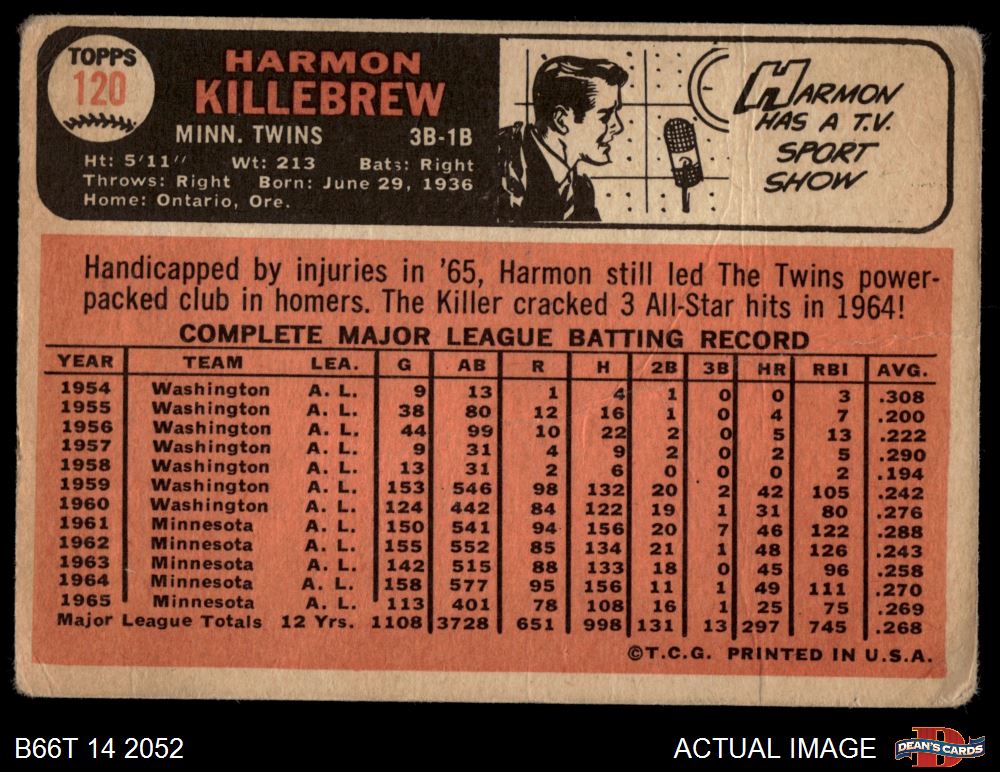 TOPPS
120
HARMON
KILLEBREW
MINN. TWINS 3B-1B
Ht: 5'11" Wt: 213 Bats: Right
Throws: Right Born: June 29, 1936
Home: Ontario, Ore.
HARMON
HAS A T.V.
SPORT
SHOW
Handicapped by injuries in '65, Harmon still led The Twins power-
packed club in homers. The Killer cracked 3 All-Star hits in 1964!
COMPLETE MAJOR LEAGUE BATTING RECORD
YEAR TEAM LEA. G AB R H 2B 3B HR RBI AVG.
1954 Washington A. L. 9 13 1 4 1 0 0 3 .308
1955 Washington A. L. 38 80 12 16 1 0 4 7 .200
1956 Washington A. L. 44 99 10 22 2 0 5 13 .222
1957 Washington A. L. 9 31 4 9 2 0 2 5 .290
1958 Washington A. L. 13 31 2 6 0 0 0 2 .194
1959 Washington A. L. 153 546 98 132 20 2 42 105 .242
1960 Washington A. L. 124 442 84 122 19 1 31 80 .276
1961 Minnesota A. L. 150 541 94 156 20 7 46 122 .288
1962 Minnesota A. L. 155 552 85 134 21 1 48 126 .243
1963 Minnesota A. L. 142 515 88 133 18 0 45 96 .258
1964 Minnesota A. L. 158 577 95 156 11 1 49 111 .270
1965 Minnesota A. L. 113 401 78 108 16 1 25 75 .269
Major League Totals 12 Yrs. 1108 3728 651 998 131 13 297 745 .268
©T.C.G. PRINTED IN U.S.A.
B66T 14 2052 ACTUAL IMAGE DEAN'S CARDS